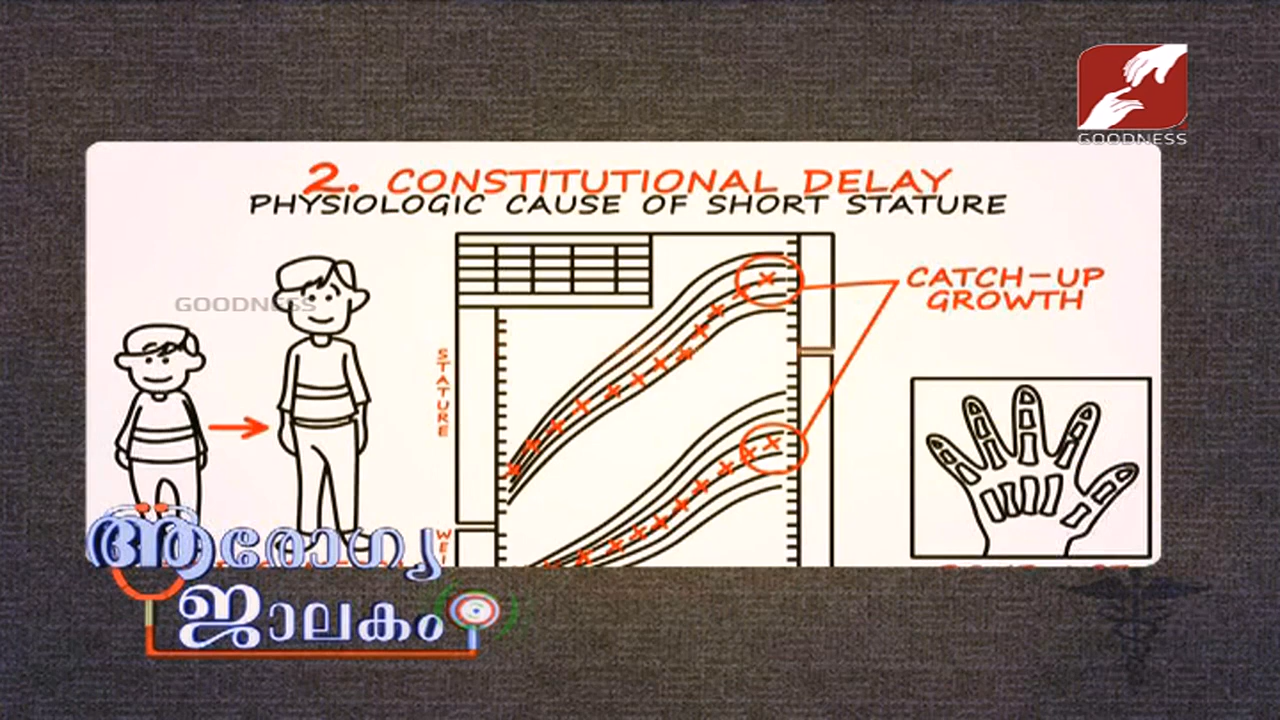 GOODNESS
2. CONSTITUTIONAL DELAY
PHYSIOLOGIC CAUSE OF SHORT STATURE
CATCH-UP
GROWTH
GOODNESS
STATURE
ആരോഗ്യ
ജാലകം